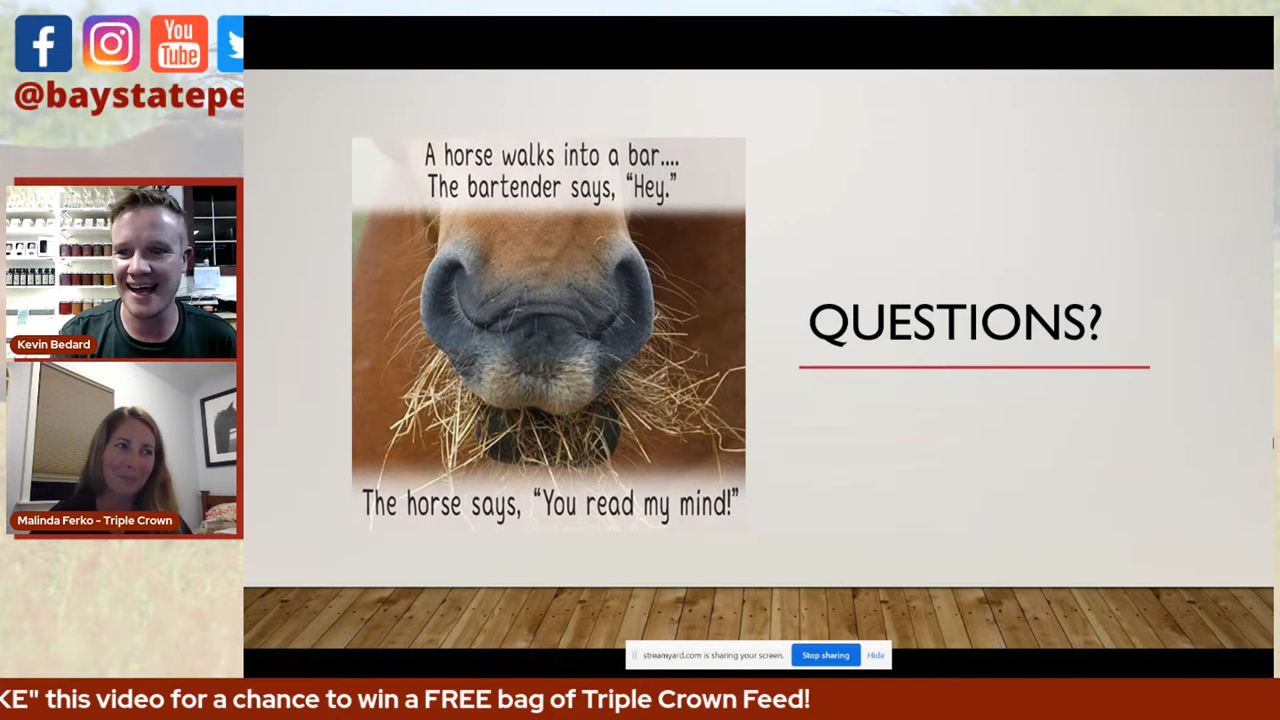 You
Tube
@baystatepe
A horse walks into a bar....
The bartender says, “Hey.”
The horse says, “You read my mind!”
QUESTIONS?
Kevin Bedard
Malinda Ferko - Triple Crown
streamyard.com is sharing your screen.
Stop sharing
Hide
KE" this video for a chance to win a FREE bag of Triple Crown Feed!